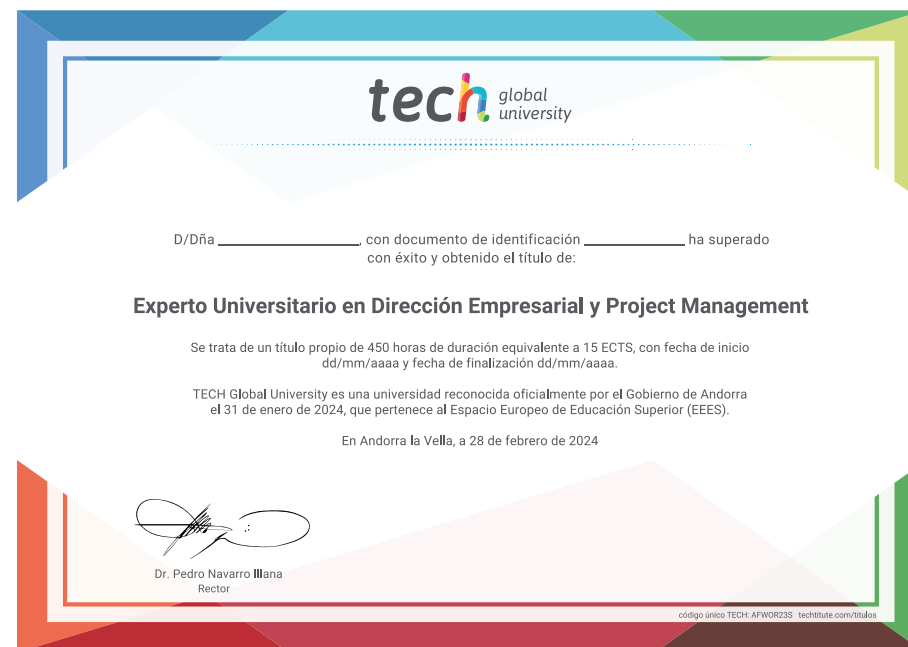 tech global university
D/Dña ____________________, con documento de identificación ______________ ha superado
con éxito y obtenido el título de:
Experto Universitario en Dirección Empresarial y Project Management
Se trata de un título propio de 450 horas de duración equivalente a 15 ECTS, con fecha de inicio
dd/mm/aaaa y fecha de finalización dd/mm/aaaa.
TECH Global University es una universidad reconocida oficialmente por el Gobierno de Andorra
el 31 de enero de 2024, que pertenece al Espacio Europeo de Educación Superior (EEES).
En Andorra la Vella, a 28 de febrero de 2024
Dr. Pedro Navarro Illana
Rector
código único TECH: AFWOR23S techtitute.com/titulos